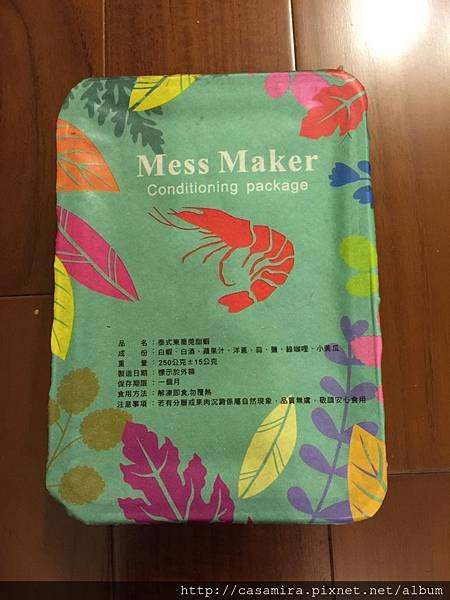 Mess Maker
Conditioning package
品　　名：泰式東蕎莞甜蝦
成　　份：白蝦、白酒、蘋果汁、洋蔥、蒜、鹽、綠咖哩、小黃瓜
重　　量：250公克±15公克
製造日期：標示於外箱
保存期限：一個月
食用方法：解凍即食,勿覆熱
注意事項：若有分層或果肉沉澱係屬自然現象，品質無虞，敬請安心食用
http://casamira.pixnet.net/album